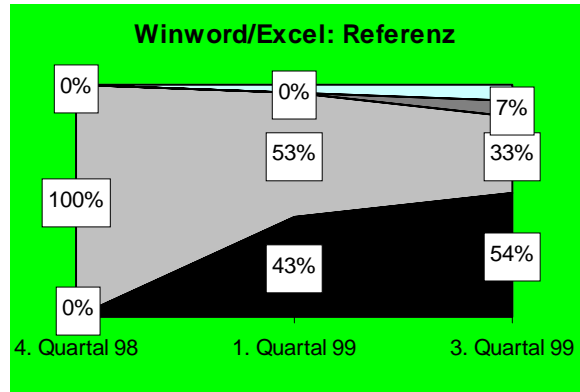 Winword/Excel: Referenz
0% 0% 7%
53% 33%
100%
43% 54%
0%
4. Quartal 98 1. Quartal 99 3. Quartal 99